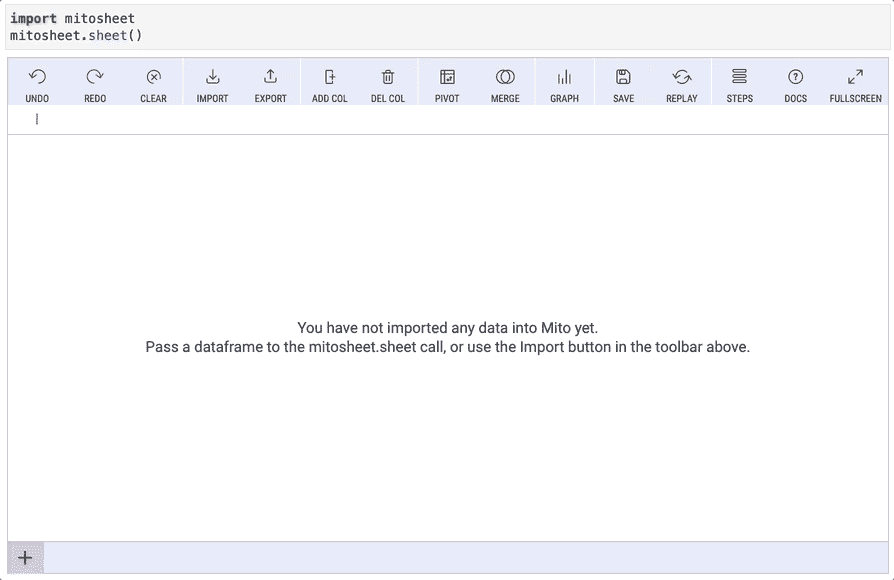 import mitosheet
mitosheet.sheet()
UNDO REDO CLEAR IMPORT EXPORT ADD COL DEL COL PIVOT MERGE GRAPH SAVE REPLAY STEPS DOCS FULLSCREEN
You have not imported any data into Mito yet.
Pass a dataframe to the mitosheet.sheet call, or use the Import button in the toolbar above.
+